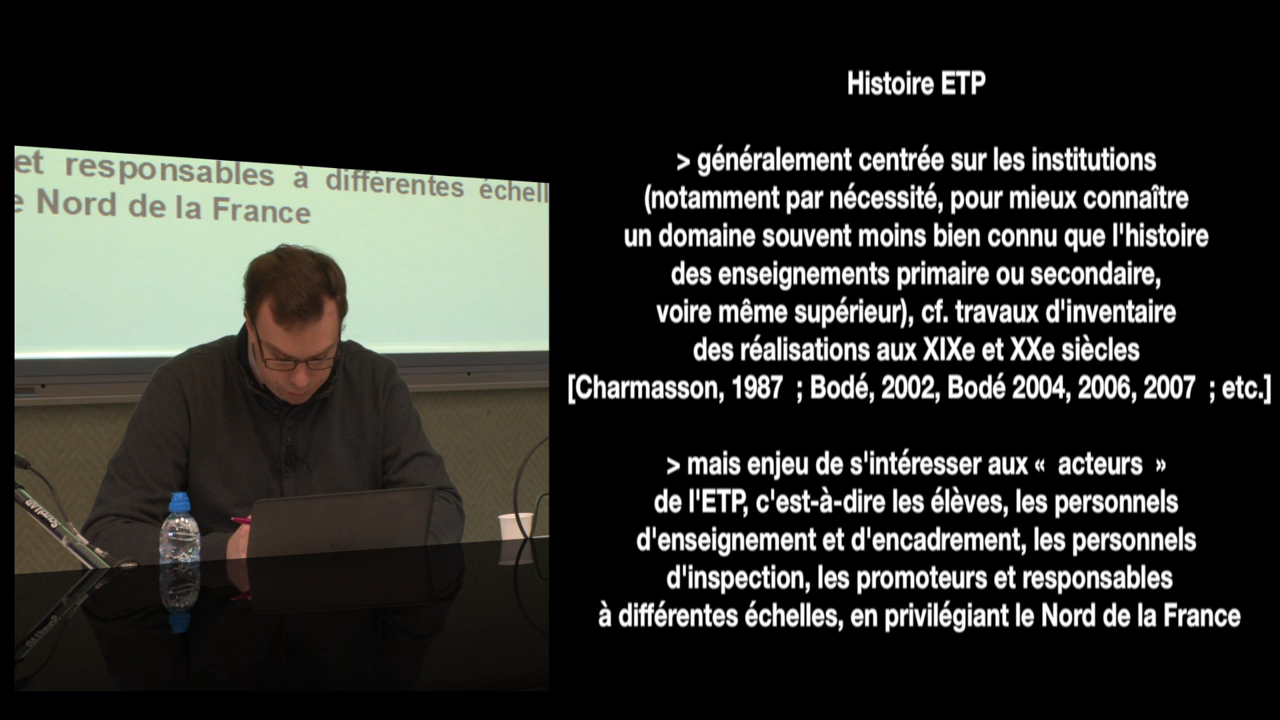 et responsables à différentes échell
e Nord de la France
Histoire ETP
> généralement centrée sur les institutions
(notamment par nécessité, pour mieux connaître
un domaine souvent moins bien connu que l'histoire
des enseignements primaire ou secondaire,
voire même supérieur), cf. travaux d'inventaire
des réalisations aux XIXe et XXe siècles
[Charmasson, 1987  ; Bodé, 2002, Bodé 2004, 2006, 2007  ; etc.]
> mais enjeu de s'intéresser aux «  acteurs  »
de l'ETP, c'est-à-dire les élèves, les personnels
d'enseignement et d'encadrement, les personnels
d'inspection, les promoteurs et responsables
à différentes échelles, en privilégiant le Nord de la France